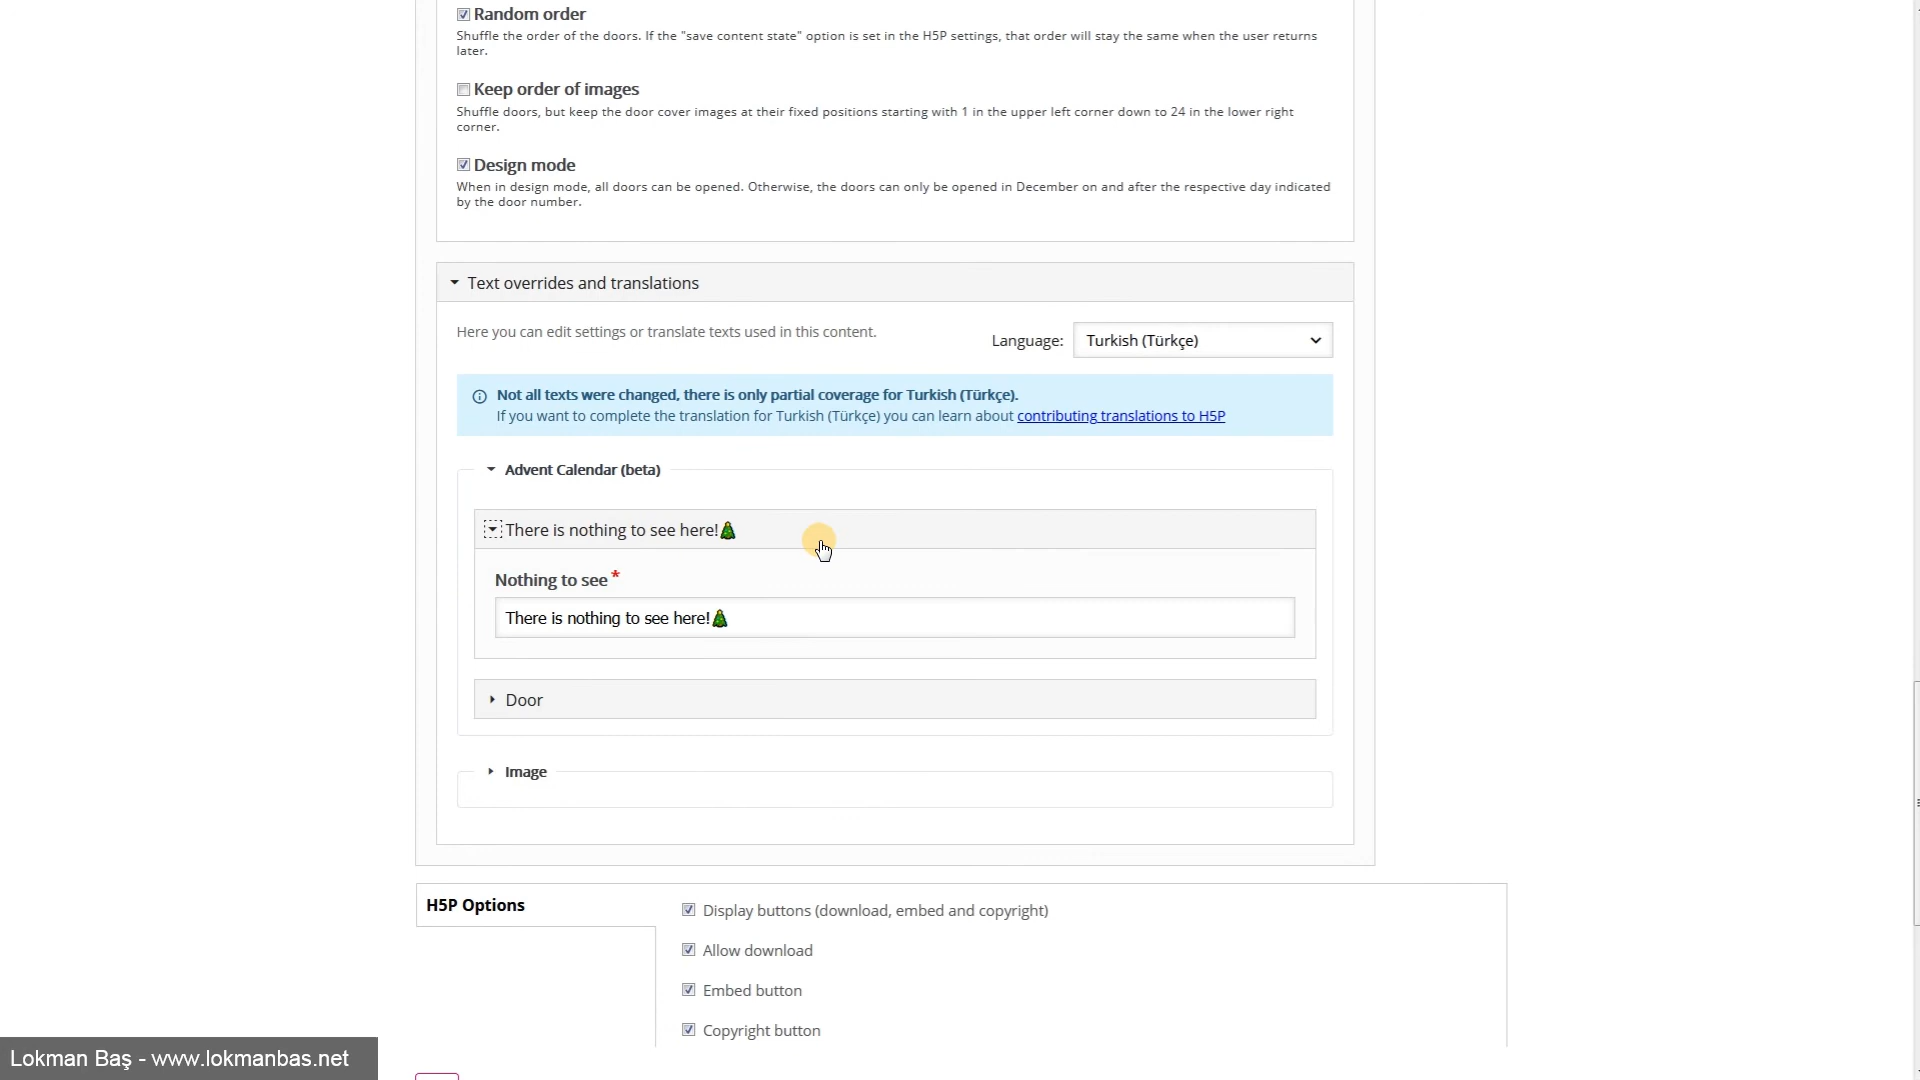 Random order
Shuffle the order of the doors. If the "save content state" option is set in the H5P settings, that order will stay the same when the user returns
later.
Keep order of images
Shuffle doors, but keep the door cover images at their fixed positions starting with 1 in the upper left corner down to 24 in the lower right
corner.
Design mode
When in design mode, all doors can be opened. Otherwise, the doors can only be opened in December on and after the respective day indicated
by the door number.
Text overrides and translations
Here you can edit settings or translate texts used in this content.
Language: Turkish (Türkçe)
Not all texts were changed, there is only partial coverage for Turkish (Türkçe).
If you want to complete the translation for Turkish (Türkçe) you can learn about contributing translations to H5P
Advent Calendar (beta)
There is nothing to see here!🎄
Nothing to see *
There is nothing to see here!🎄
Door
Image
H5P Options
Display buttons (download, embed and copyright)
Allow download
Embed button
Copyright button
Lokman Baş - www.lokmanbas.net